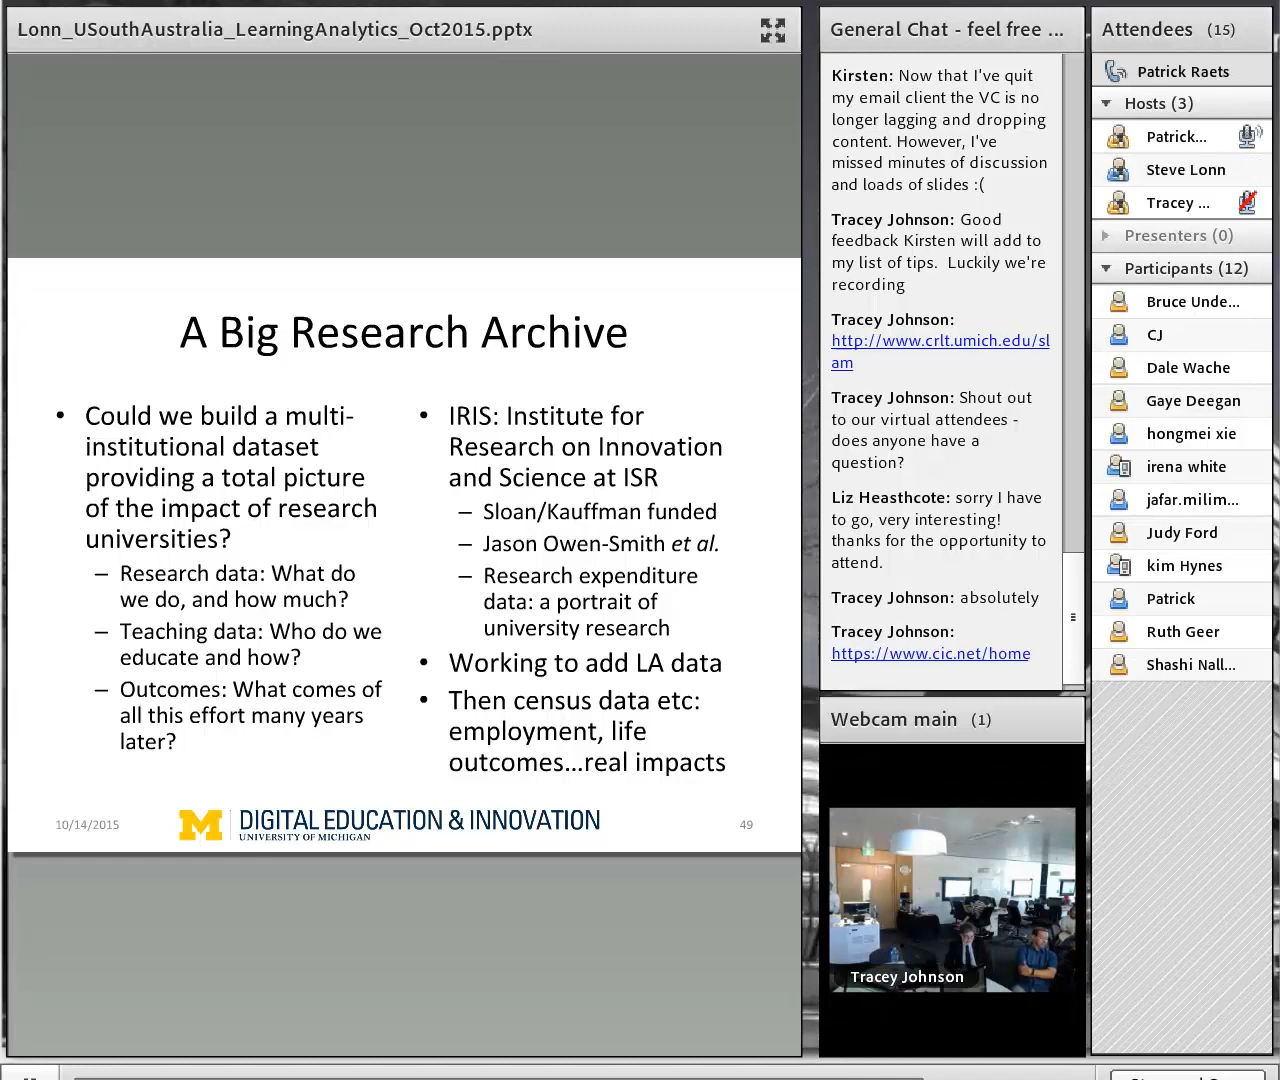 Lonn_USouthAustralia_LearningAnalytics_Oct2015.pptx
A Big Research Archive
• Could we build a multi-
institutional dataset
providing a total picture
of the impact of research
universities?
– Research data: What do
we do, and how much?
– Teaching data: Who do we
educate and how?
– Outcomes: What comes of
all this effort many years
later?
• IRIS: Institute for
Research on Innovation
and Science at ISR
– Sloan/Kauffman funded
– Jason Owen-Smith et al.
– Research expenditure
data: a portrait of
university research
• Working to add LA data
• Then census data etc:
employment, life
outcomes...real impacts
10/14/2015
M DIGITAL EDUCATION & INNOVATION
UNIVERSITY OF MICHIGAN
49
General Chat - feel free ...
Kirsten: Now that I've quit
my email client the VC is no
longer lagging and dropping
content. However, I've
missed minutes of discussion
and loads of slides :(
Tracey Johnson: Good
feedback Kirsten will add to
my list of tips. Luckily we're
recording
Tracey Johnson:
http://www.crlt.umich.edu/sl
am
Tracey Johnson: Shout out
to our virtual attendees -
does anyone have a
question?
Liz Heasthcote: sorry I have
to go, very interesting!
thanks for the opportunity to
attend.
Tracey Johnson: absolutely
Tracey Johnson:
https://www.cic.net/home
Webcam main (1)
Tracey Johnson
Attendees (15)
Patrick Raets
Hosts (3)
Patrick...
Steve Lonn
Tracey ...
Presenters (0)
Participants (12)
Bruce Unde...
CJ
Dale Wache
Gaye Deegan
hongmei xie
irena white
jafar.milim...
Judy Ford
kim Hynes
Patrick
Ruth Geer
Shashi Nall...